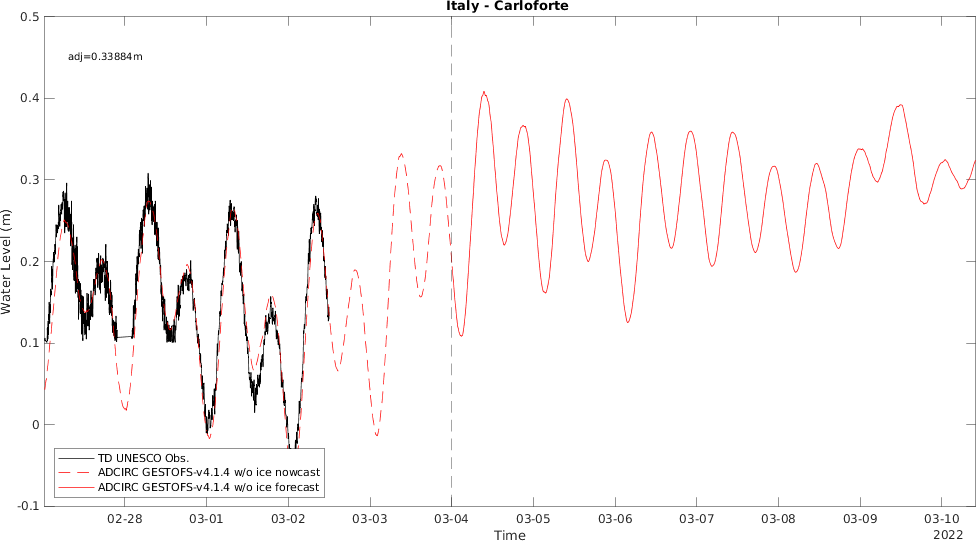 Italy - Carloforte
adj=0.33884m
Water Level (m)
0.5
0.4
0.3
0.2
0.1
0
-0.1
TD UNESCO Obs.
ADCIRC GESTOFS-v4.1.4 w/o ice nowcast
ADCIRC GESTOFS-v4.1.4 w/o ice forecast
02-28 03-01 03-02 03-03 03-04 03-05 03-06 03-07 03-08 03-09 03-10
Time
2022